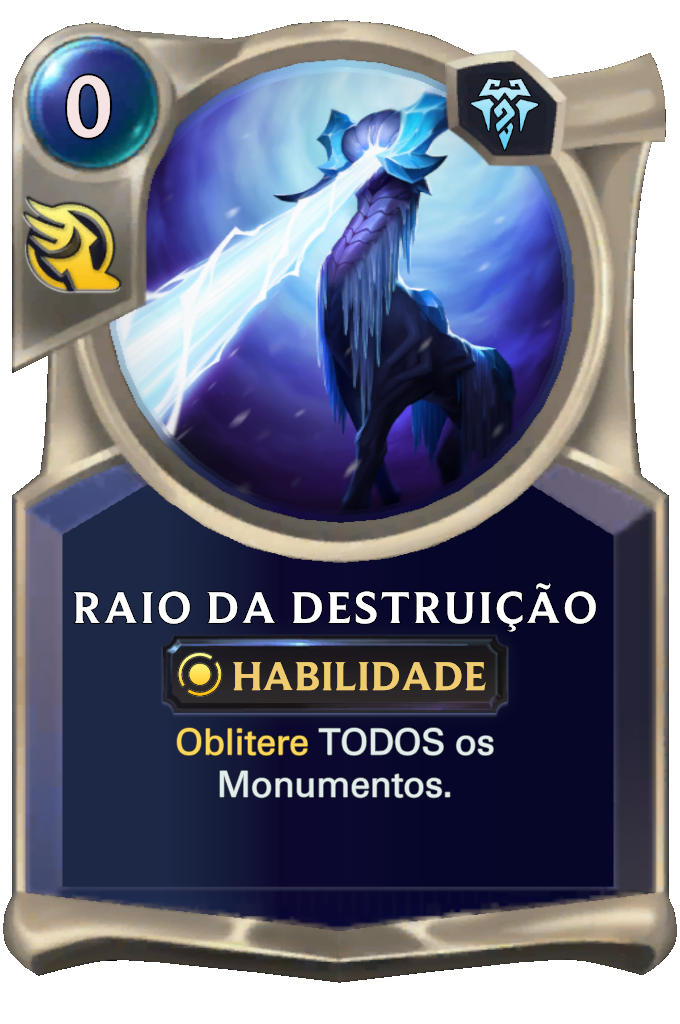 0
RAIO DA DESTRUIÇÃO
HABILIDADE
Oblitere TODOS os
Monumentos.